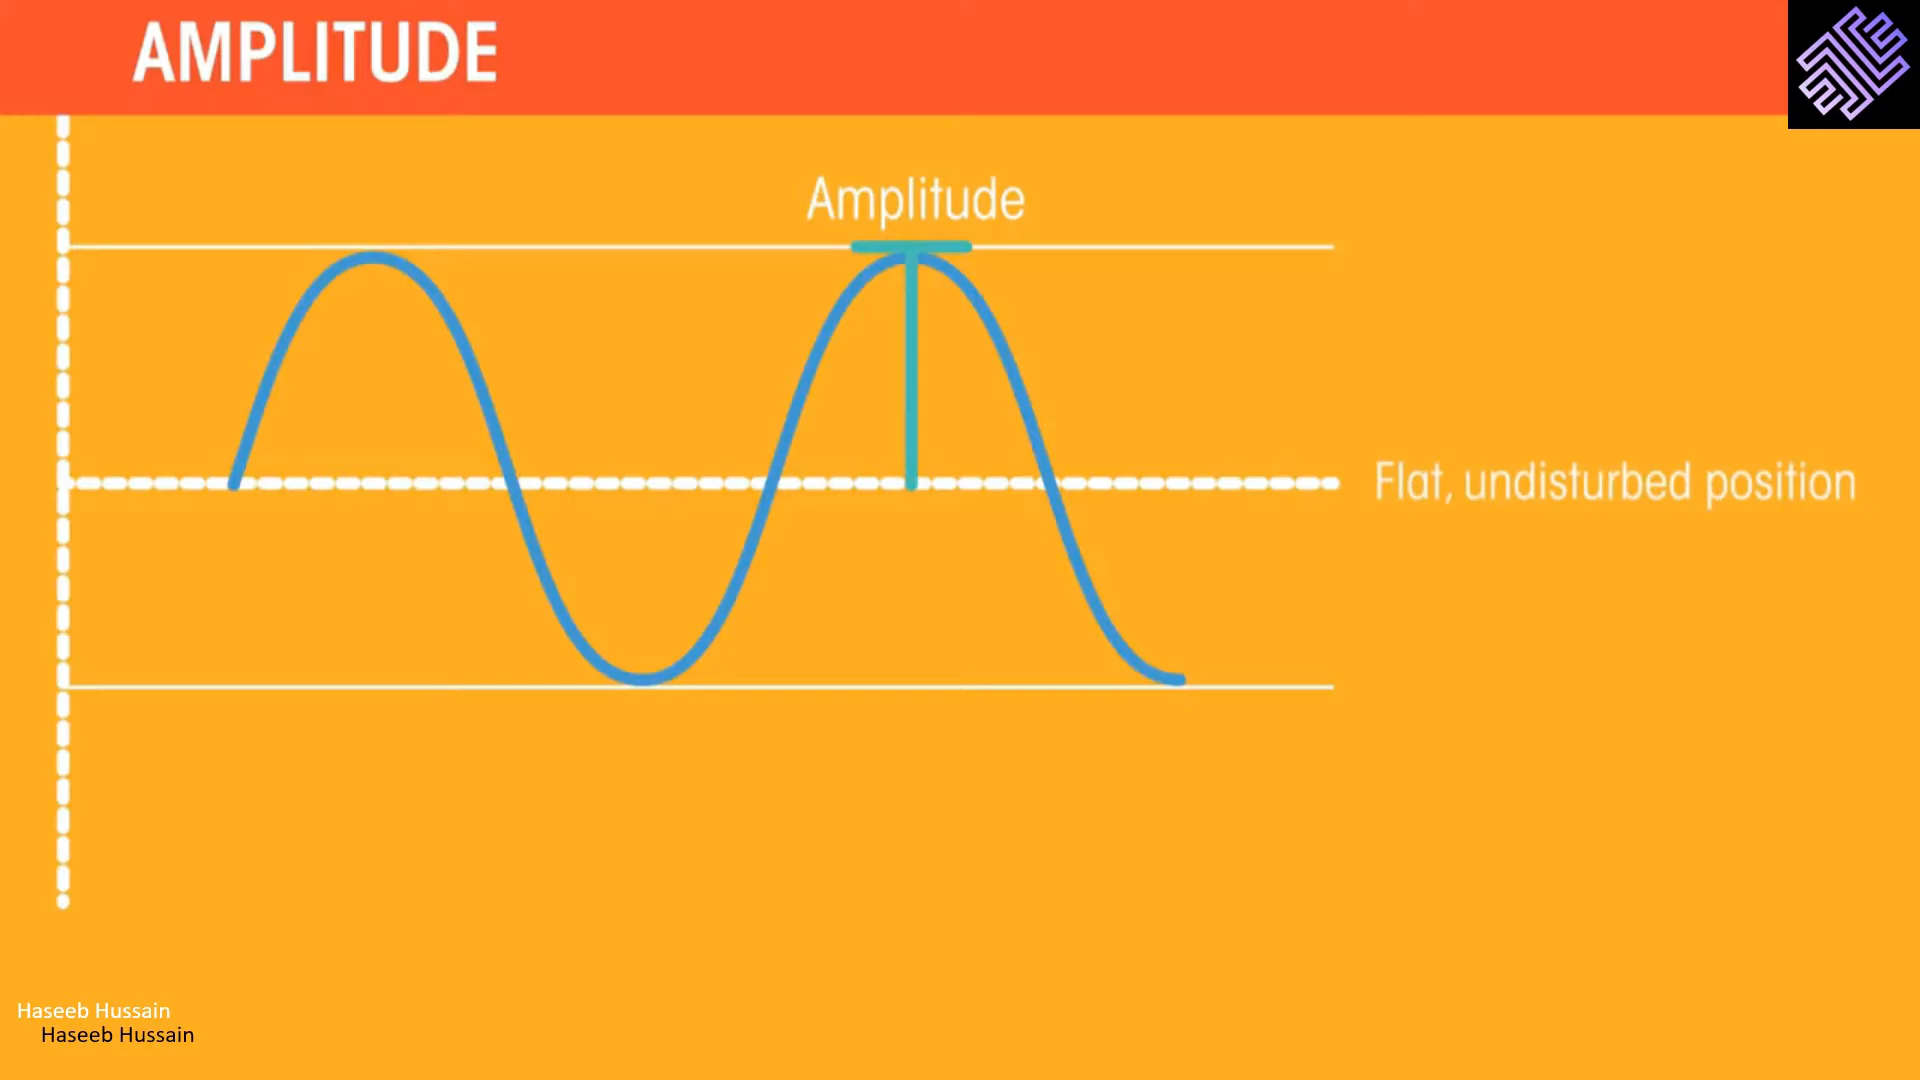 AMPLITUDE
Amplitude
Flat, undisturbed position
Haseeb Hussain
Haseeb Hussain